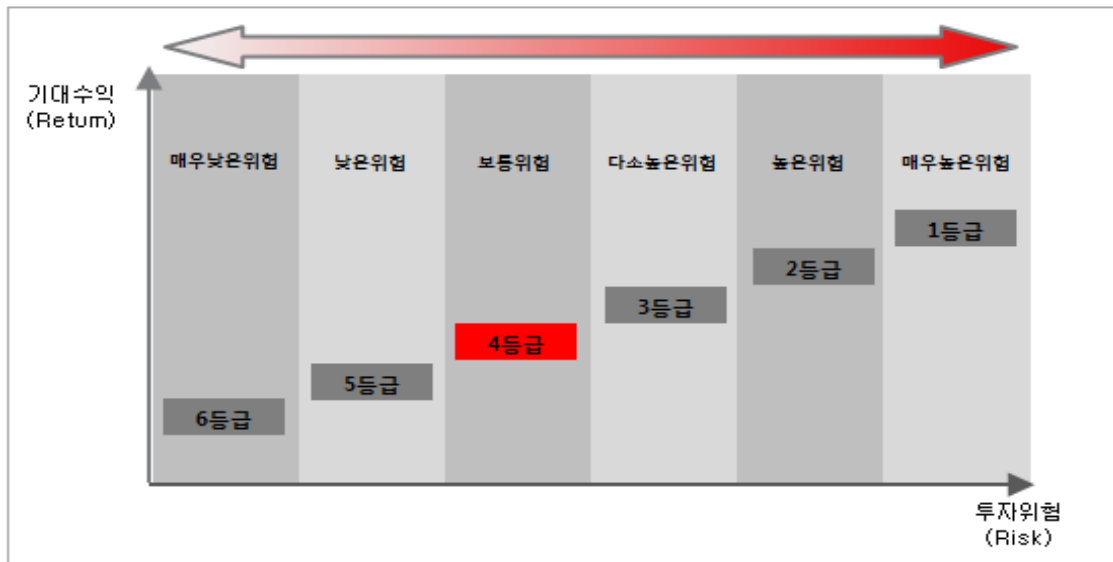 기대수익
(Retum)
매우낮은위험
낮은위험
보통위험
다소높은위험
높은위험
매우높은위험
1등급
2등급
3등급
4등급
5등급
6등급
투자위험
(Risk)